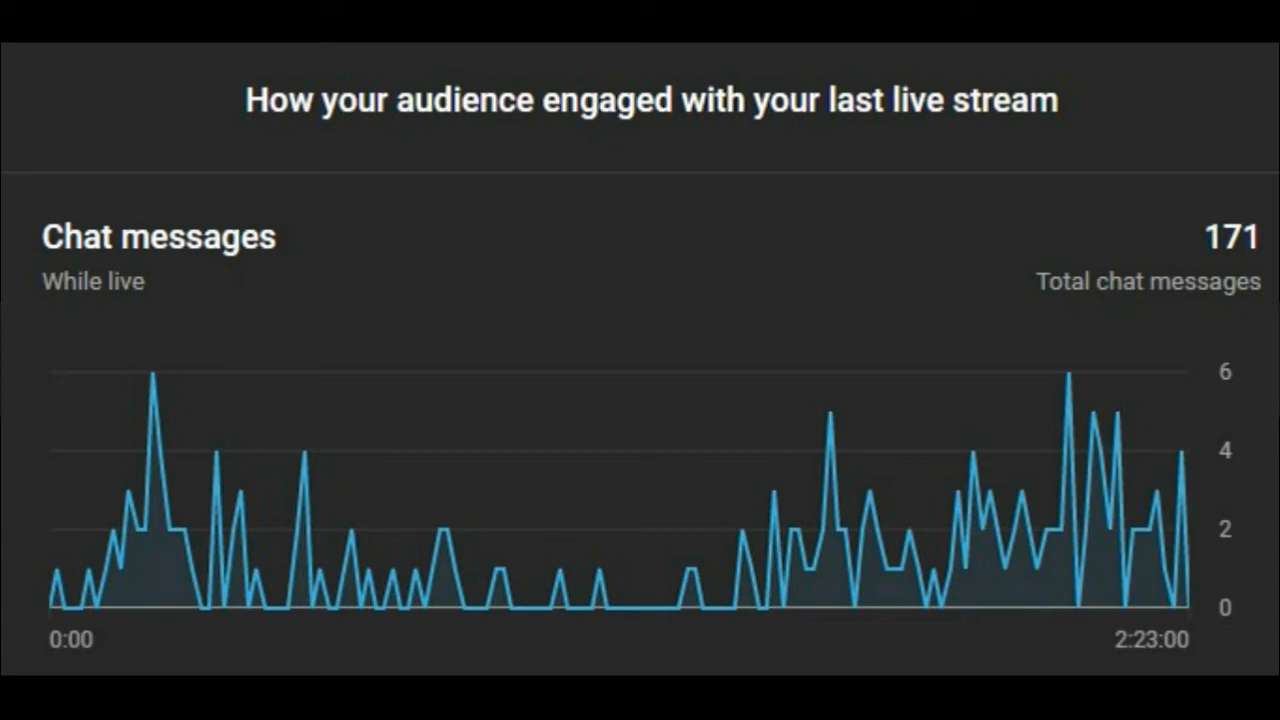 How your audience engaged with your last live stream
Chat messages
171
While live
Total chat messages
6
4
2
0
0:00
2:23:00